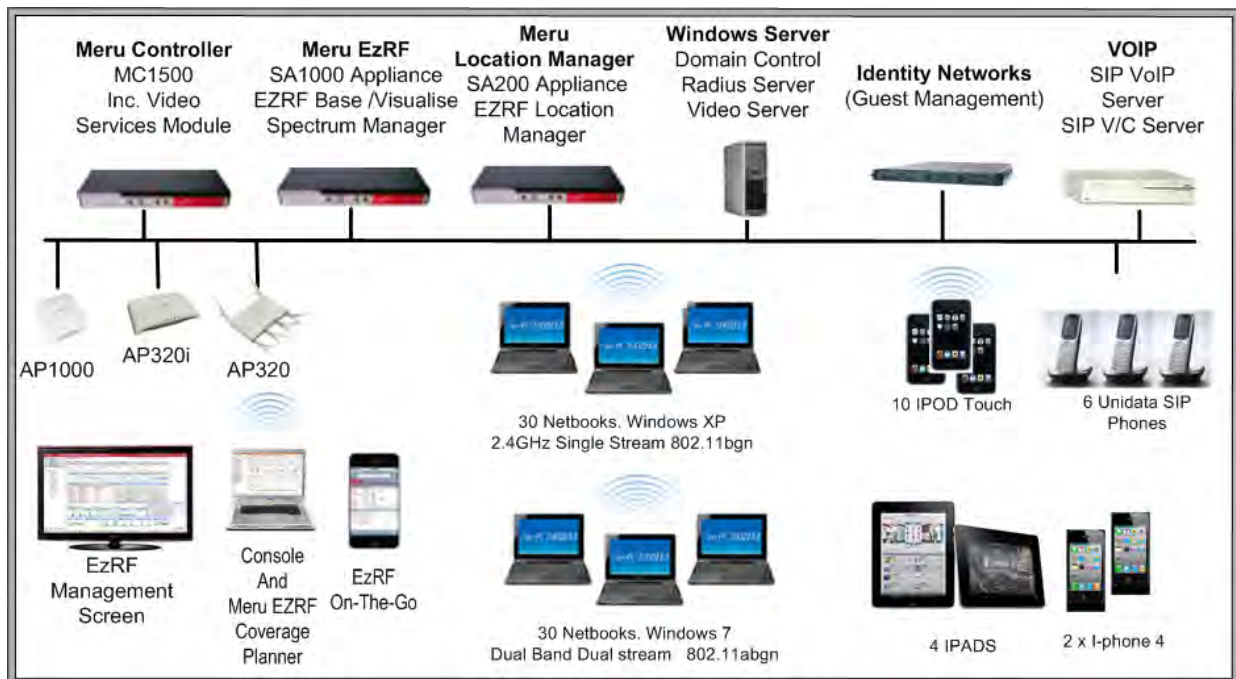 Meru Controller
MC1500
Inc. Video
Services Module
Meru EzRF
SA1000 Appliance
EZRF Base /Visualise
Spectrum Manager
Meru
Location Manager
SA200 Appliance
EZRF Location
Manager
Windows Server
Domain Control
Radius Server
Video Server
Identity Networks
(Guest Management)
VOIP
SIP VoIP
Server
SIP V/C Server
AP1000
AP320i
AP320
30 Netbooks. Windows XP
2.4GHz Single Stream 802.11bgn
10 IPOD Touch
6 Unidata SIP
Phones
EzRF
Management
Screen
Console
And
Meru EZRF
Coverage
Planner
EzRF
On-The-Go
30 Netbooks. Windows 7
Dual Band Dual stream 802.11abgn
4 IPADS
2 x I-phone 4